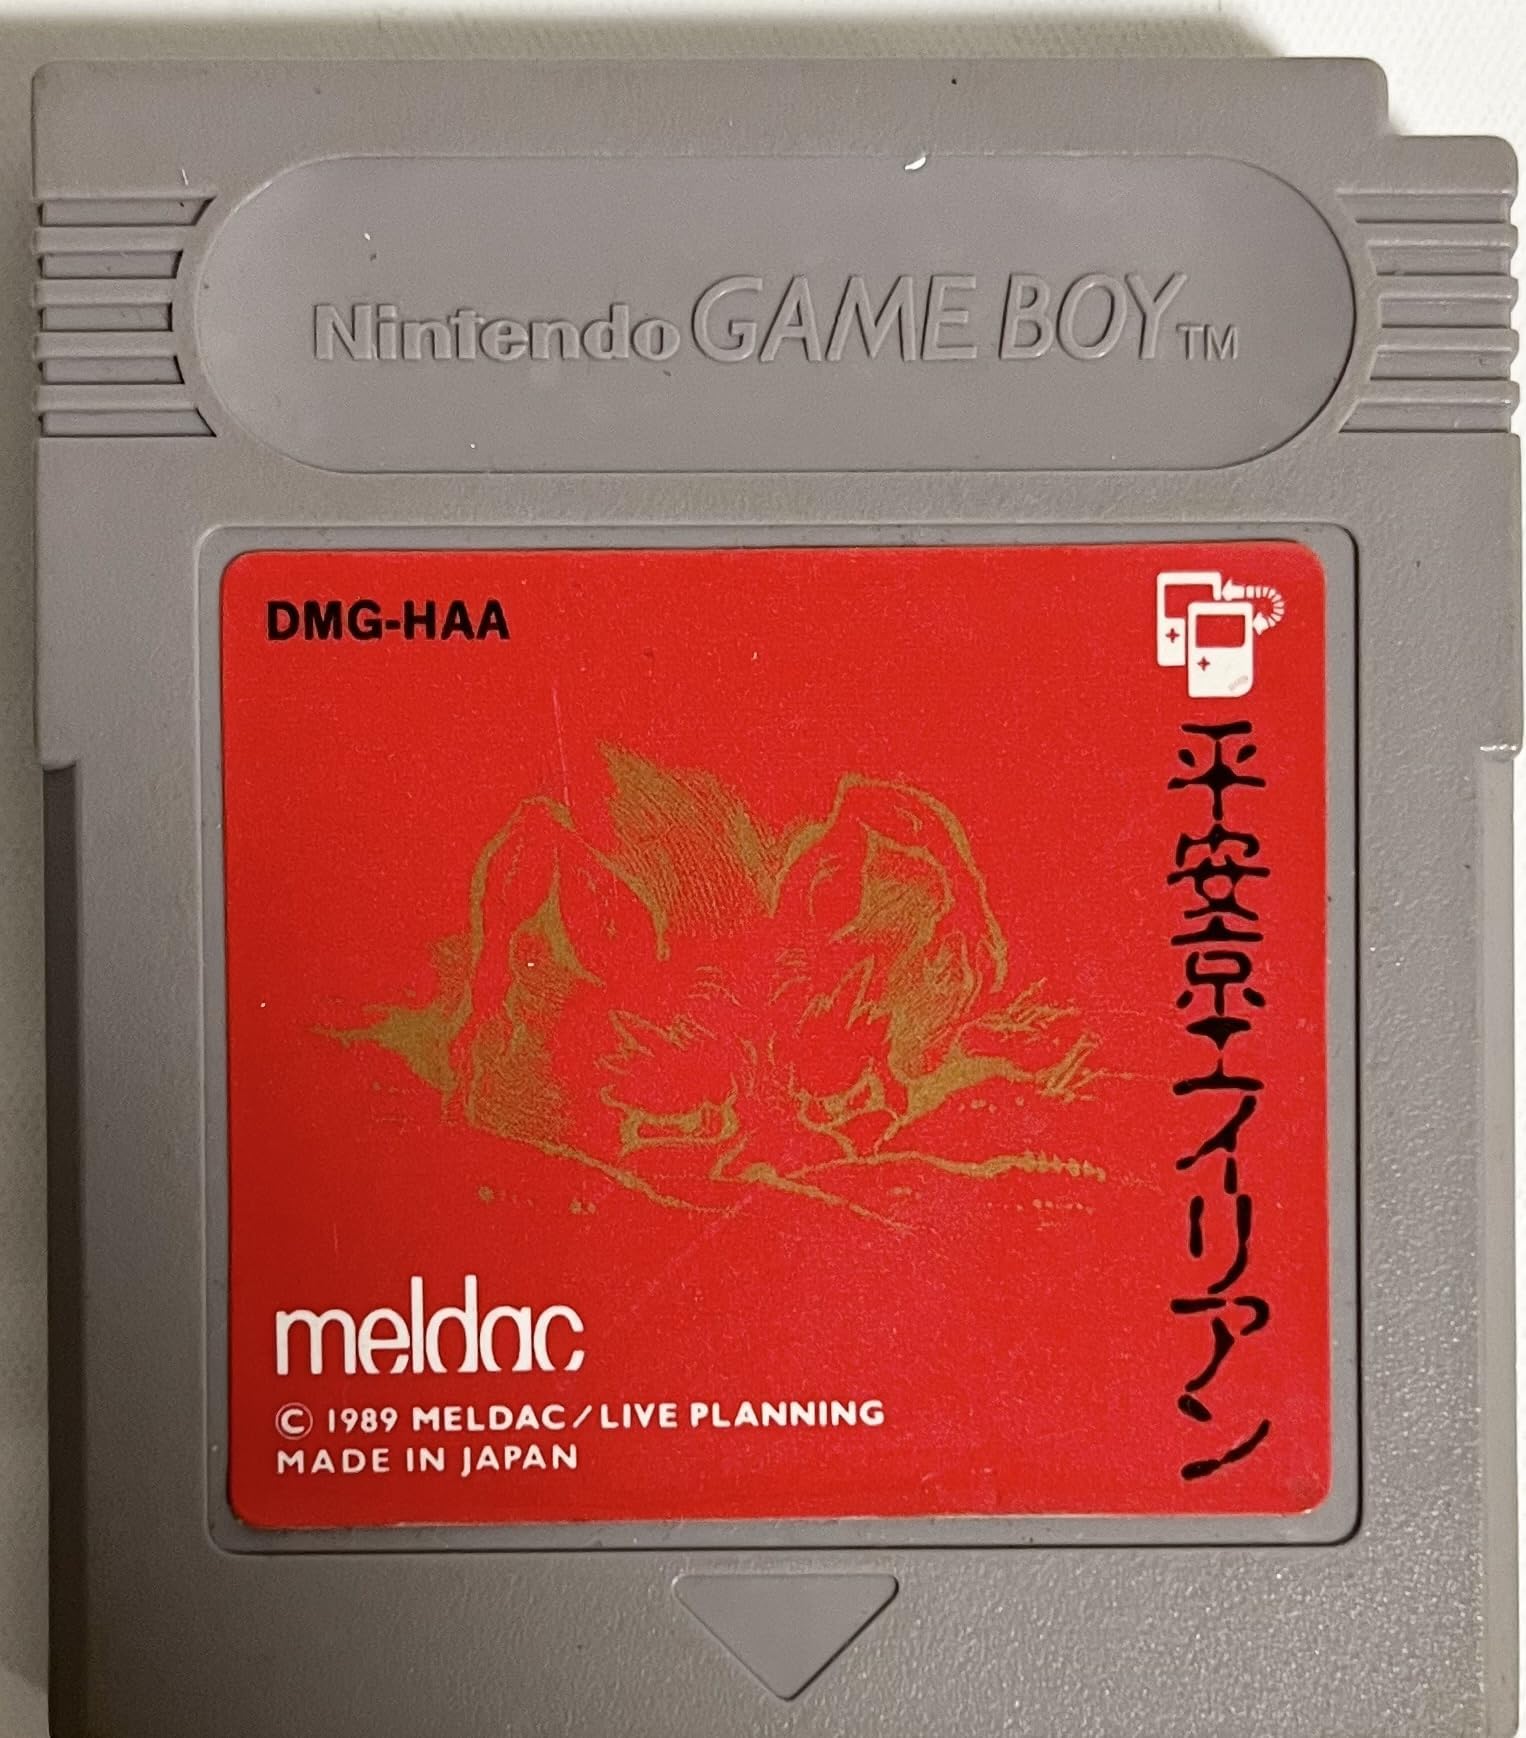 Nintendo GAME BOY TM
DMG-HAA
平安京エイリアン
meldac
© 1989 MELDAC/LIVE PLANNING
MADE IN JAPAN